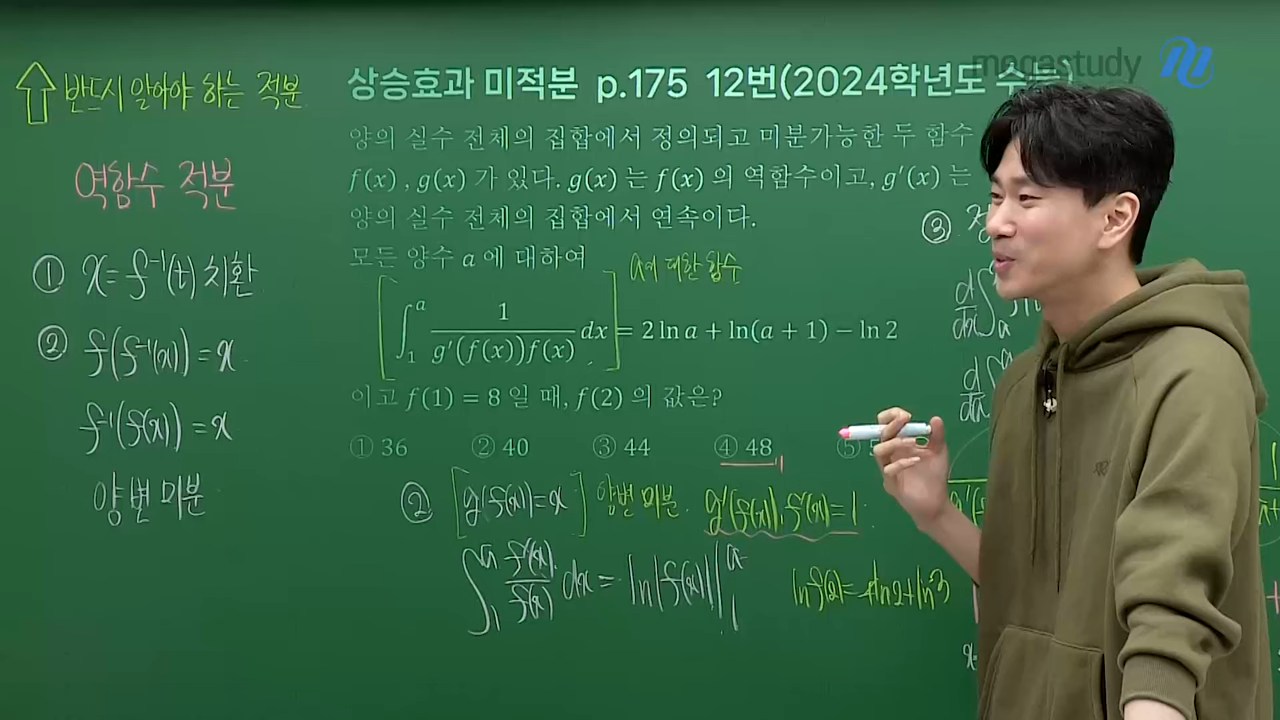 megastudy
⇧ 반드시 알아야 하는 적분
역함수 적분
① x=f⁻¹(t) 치환
② f(f⁻¹(x))=x
f⁻¹(f(x))=x
양변 미분
상승효과 미적분 p.175 12번(2024학년도 수능)
양의 실수 전체의 집합에서 정의되고 미분가능한 두 함수
f(x), g(x)가 있다. g(x)는 f(x)의 역함수이고, g′(x)는
양의 실수 전체의 집합에서 연속이다.
모든 양수 a에 대하여
a에 대한 함수
[∫₁ᵃ 1/(g′(f(x))f(x)) dx] = 2 ln a + ln(a + 1) − ln 2
이고 f(1) = 8일 때, f(2)의 값은?
① 36 ② 40 ③ 44 ④ 48 ⑤
② [g(f(x))=x] 양변 미분. g′(f(x))·f′(x)=1
∫₁ᵃ f′(x)/f(x) dx = ln|f(x)||₁ᵃ
ln f(2)=4ln2+ln3
③
d/dx ∫
d/da